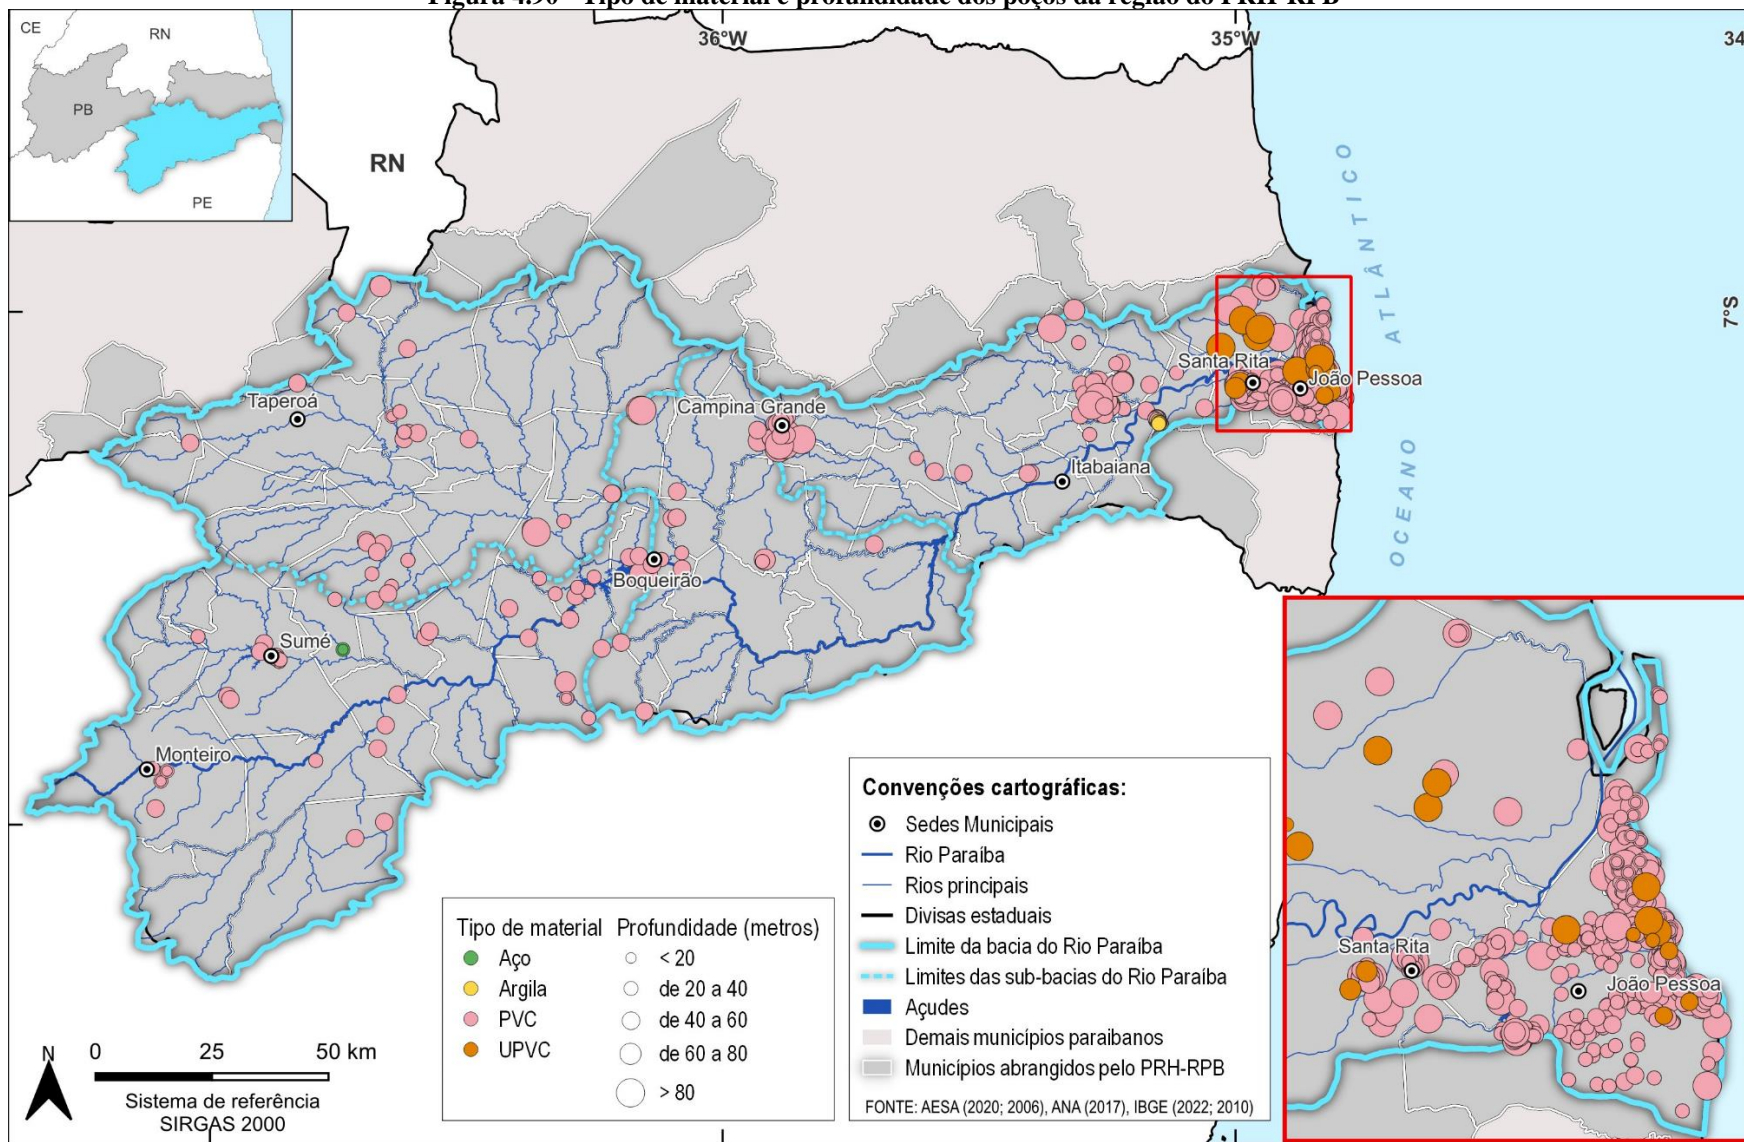 Figura 4.90 – Tipo de material e profundidade dos poços da região do PRH-RPB
CE
RN
PB
PE
36°W
35°W
34
7°S
RN
OCEANO ATLÂNTICO
Santa Rita
João Pessoa
Taperoá
Campina Grande
Itabaiana
Boqueirão
Sumé
Monteiro
Santa Rita
João Pessoa
N
0 25 50 km
Sistema de referência
SIRGAS 2000
Tipo de material
Aço
Argila
PVC
UPVC
Profundidade (metros)
< 20
de 20 a 40
de 40 a 60
de 60 a 80
> 80
Convenções cartográficas:
Sedes Municipais
Rio Paraíba
Rios principais
Divisas estaduais
Limite da bacia do Rio Paraíba
Limites das sub-bacias do Rio Paraíba
Açudes
Demais municípios paraibanos
Municípios abrangidos pelo PRH-RPB
FONTE: AESA (2020; 2006), ANA (2017), IBGE (2022; 2010)